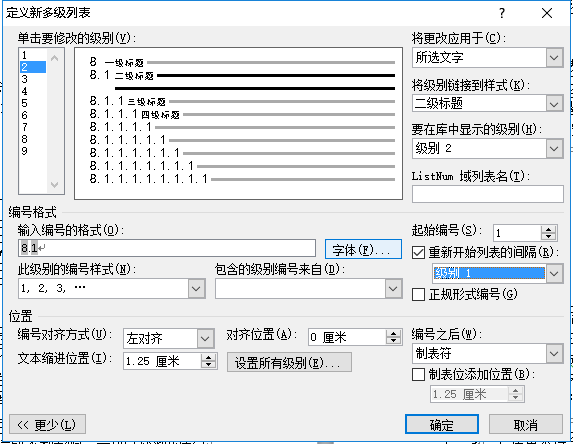 定义新多级列表
单击要修改的级别(V):
1
2
3
4
5
6
7
8
9
8 一级标题
8.1 二级标题
8.1.1 三级标题
8.1.1.1 四级标题
8.1.1.1.1
8.1.1.1.1.1
8.1.1.1.1.1.1
8.1.1.1.1.1.1.1
8.1.1.1.1.1.1.1.1
将更改应用于(C):
所选文字
将级别链接到样式(K):
二级标题
要在库中显示的级别(H):
级别 2
ListNum 域列表名(T):
编号格式
输入编号的格式(O):
8.1
字体(F)...
此级别的编号样式(N):
1, 2, 3, …
包含的级别编号来自(D):
起始编号(S):
1
重新开始列表的间隔(R):
级别 1
正规形式编号(G)
位置
编号对齐方式(U):
左对齐
对齐位置(A):
0 厘米
文本缩进位置(I):
1.25 厘米
设置所有级别(E)...
编号之后(W):
制表符
制表位添加位置(B):
1.25 厘米
<< 更少(L)
确定
取消